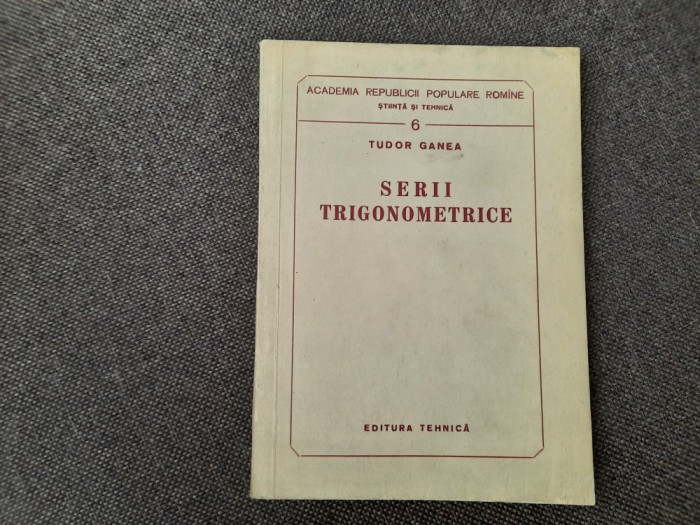 ACADEMIA REPUBLICII POPULARE ROMÎNE
ȘTIINȚĂ ȘI TEHNICĂ
6
TUDOR GANEA
SERII
TRIGONOMETRICE
EDITURA TEHNICĂ